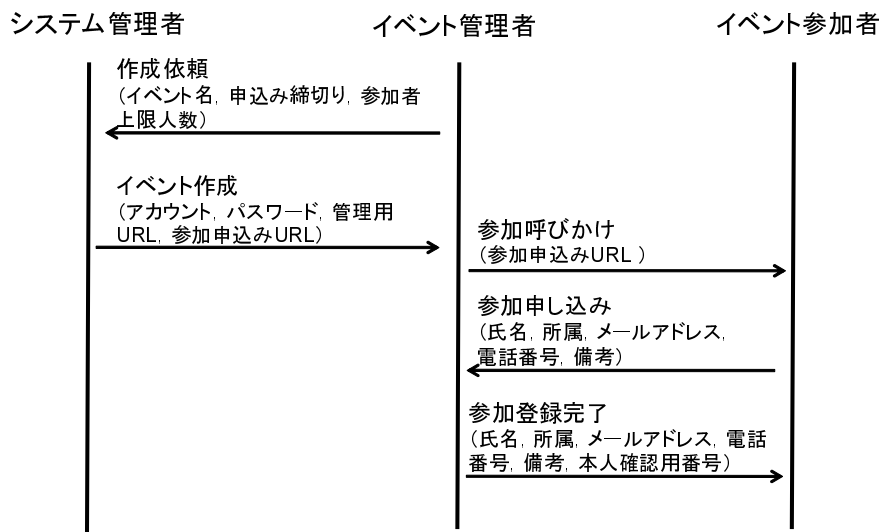 システム管理者
イベント管理者
イベント参加者
作成依頼
（イベント名，申込み締切り，参加者
上限人数）
イベント作成
（アカウント，パスワード，管理用
URL，参加申込みURL）
参加呼びかけ
（参加申込みURL ）
参加申し込み
（氏名，所属，メールアドレス，
電話番号，備考）
参加登録完了
（氏名，所属，メールアドレス，電話
番号，備考，本人確認用番号）